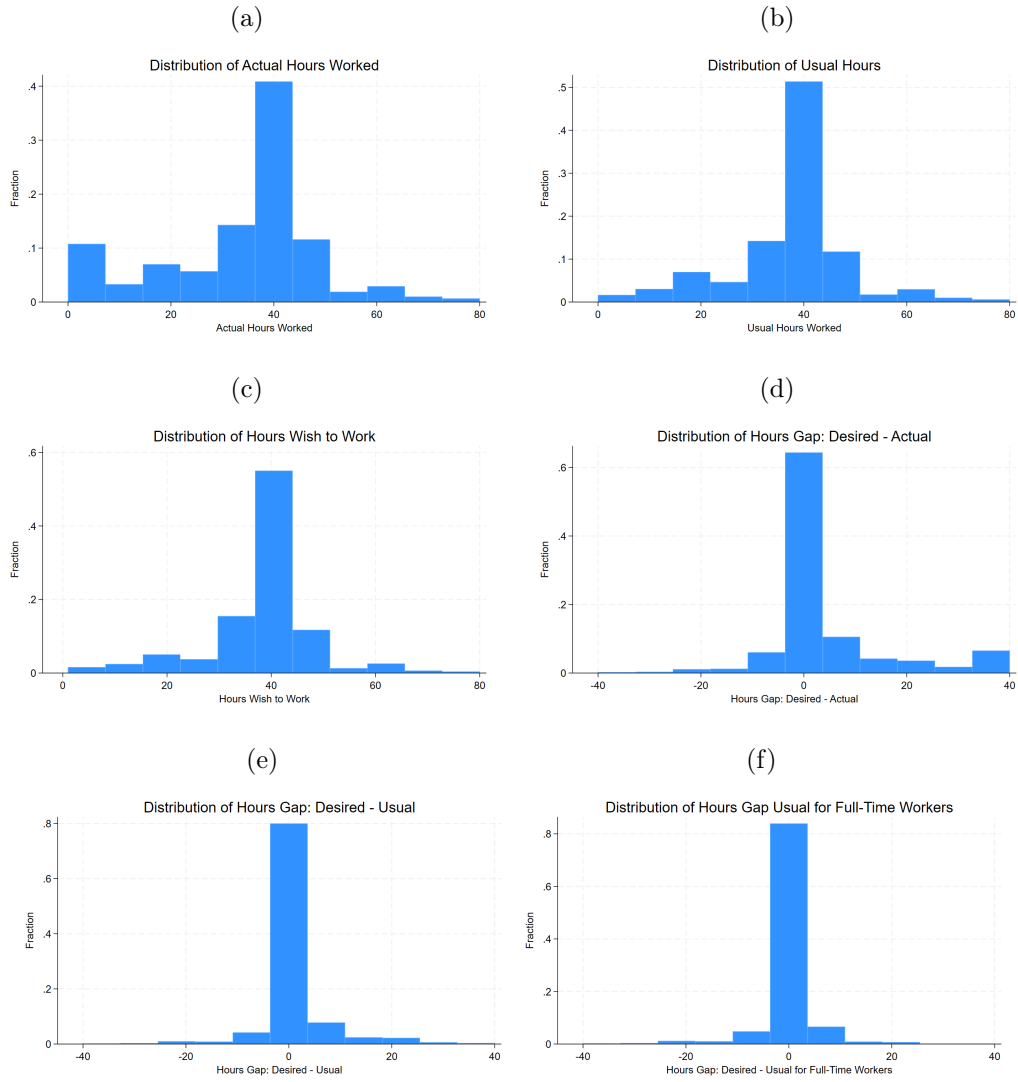 (a)
(b)
Distribution of Actual Hours Worked
Distribution of Usual Hours
Fraction
.4
.3
.2
.1
0
0 20 40 60 80
Actual Hours Worked
Fraction
.5
.4
.3
.2
.1
0
0 20 40 60 80
Usual Hours Worked
(c)
(d)
Distribution of Hours Wish to Work
Distribution of Hours Gap: Desired - Actual
Fraction
.6
.4
.2
0
0 20 40 60 80
Hours Wish to Work
Fraction
.6
.4
.2
0
-40 -20 0 20 40
Hours Gap: Desired - Actual
(e)
(f)
Distribution of Hours Gap: Desired - Usual
Distribution of Hours Gap Usual for Full-Time Workers
Fraction
.8
.6
.4
.2
0
-40 -20 0 20 40
Hours Gap: Desired - Usual
Fraction
.8
.6
.4
.2
0
-40 -20 0 20 40
Hours Gap: Desired - Usual for Full-Time Workers